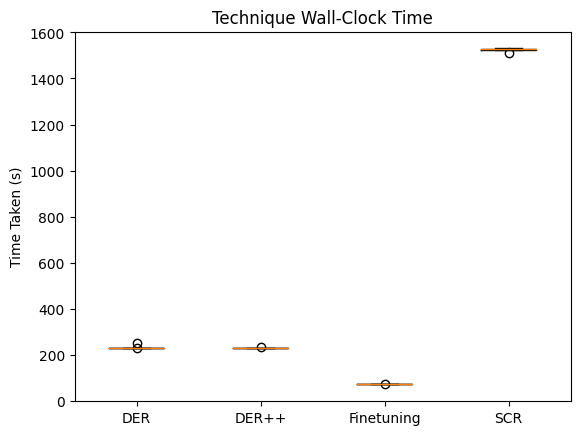 Technique Wall-Clock Time
Time Taken (s)
1600
1400
1200
1000
800
600
400
200
0
DER
DER++
Finetuning
SCR